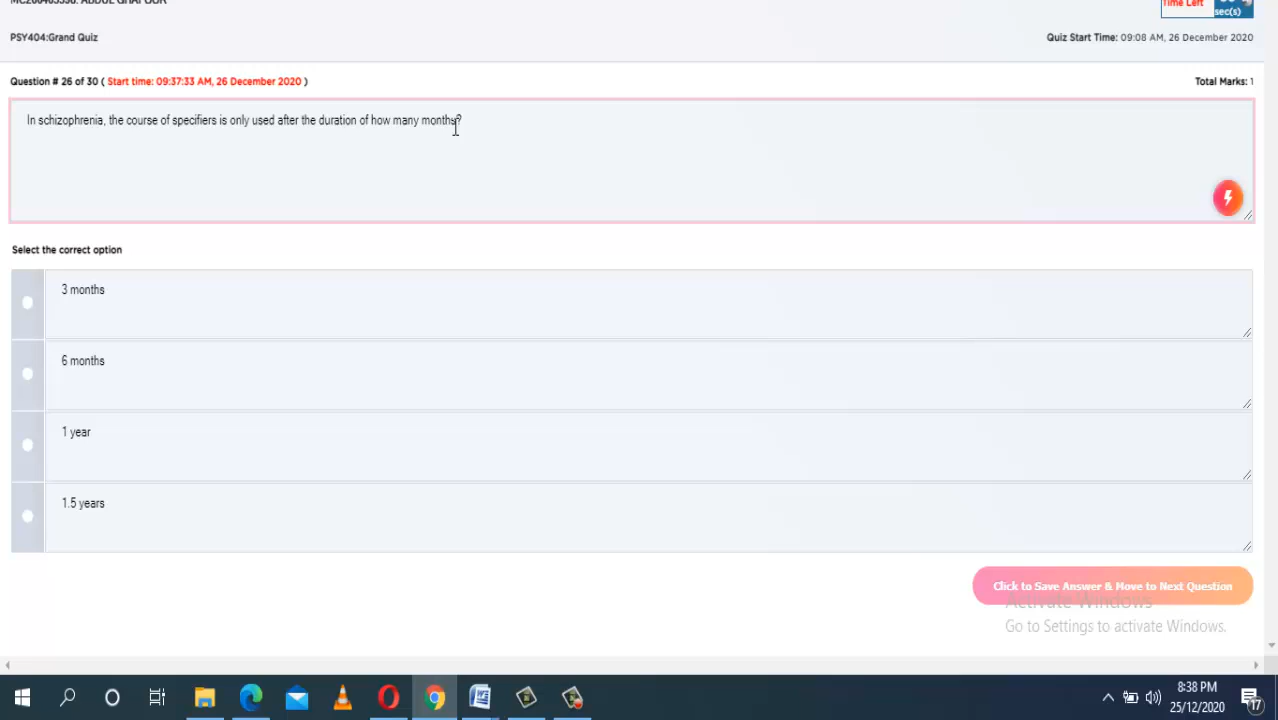 Time Left
sec(s)
PSY404:Grand Quiz
Quiz Start Time: 09:08 AM, 26 December 2020
Question # 26 of 30 ( Start time: 09:37:33 AM, 26 December 2020 )
Total Marks: 1
In schizophrenia, the course of specifiers is only used after the duration of how many months?
Select the correct option
3 months
6 months
1 year
1.5 years
Click to Save Answer & Move to Next Question
Activate Windows
Go to Settings to activate Windows.
8:38 PM
25/12/2020
17